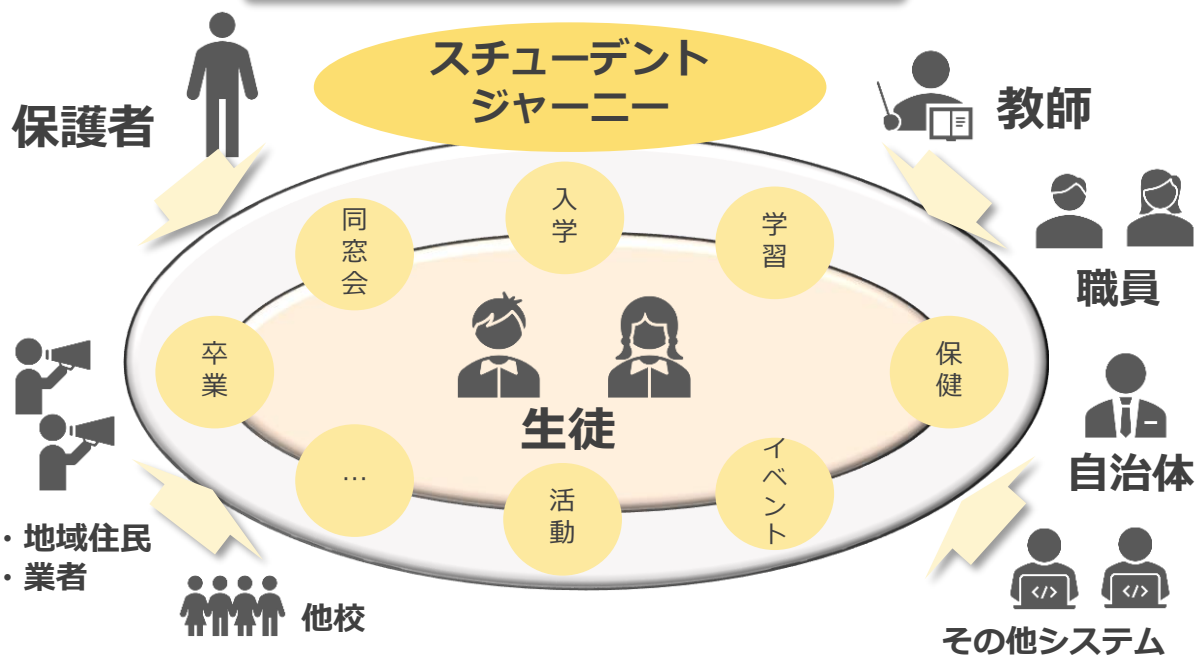 スチューデント
ジャーニー
保護者
教師
入学
同窓会
学習
職員
卒業
保健
生徒
自治体
…
イベント
活動
・地域住民
・業者
他校
</>
</>
その他システム